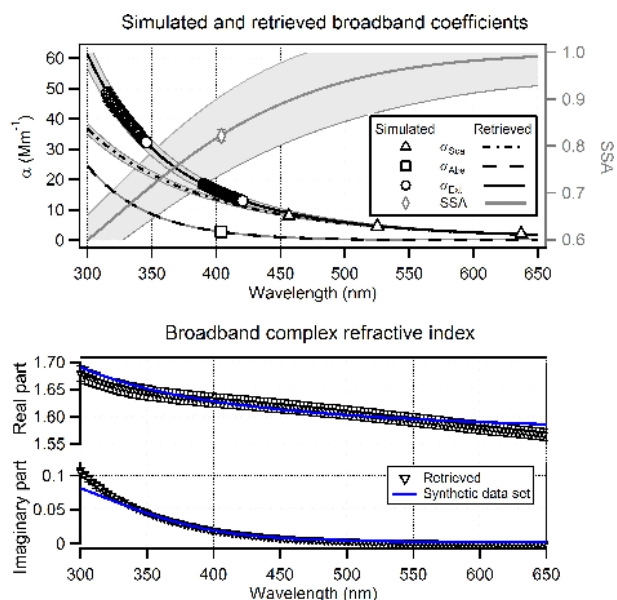 Simulated and retrieved broadband coefficients
60
50
40
30
20
10
0
α (Mm⁻¹)
1.0
0.9
0.8
0.7
0.6
SSA
Simulated Retrieved
σSca
σAbs
σExt
SSA
300 350 400 450 500 550 600 650
Wavelength (nm)
Broadband complex refractive index
1.70
1.65
1.60
1.55
Real part
0.1
0.05
0
Imaginary part
Retrieved
Synthetic data set
300 350 400 450 500 550 600 650
Wavelength (nm)